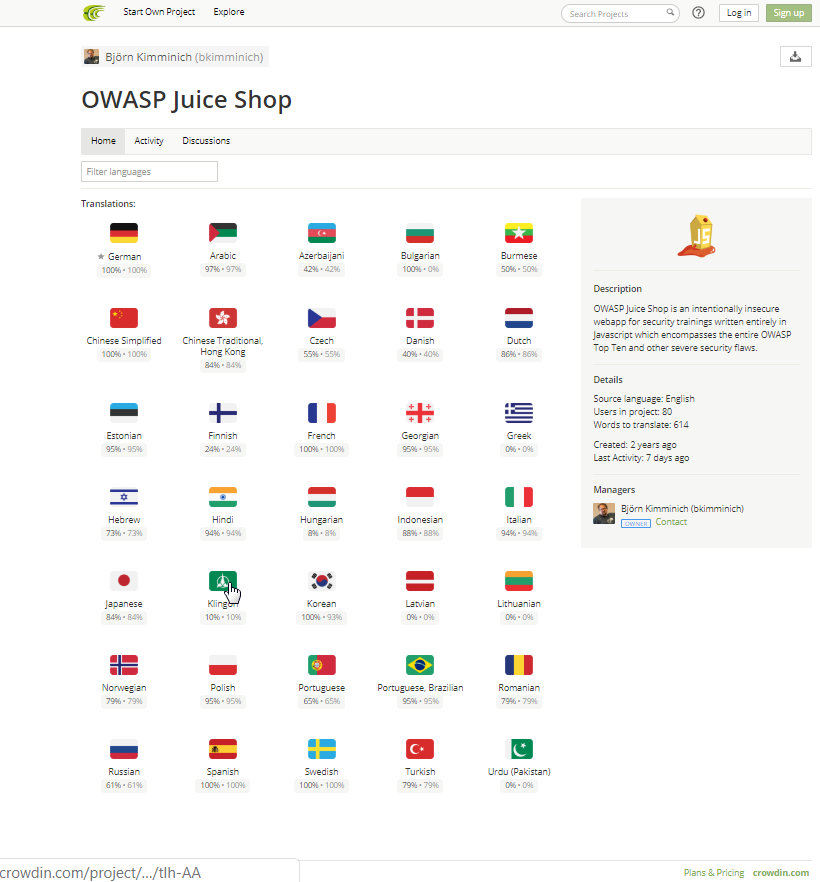 Start Own Project Explore Search Projects Log in Sign up
Björn Kimminich (bkimminich)
OWASP Juice Shop
Home Activity Discussions
Filter languages
Translations:
German
100% • 100%
Arabic
97% • 97%
Azerbaijani
42% • 42%
Bulgarian
100% • 0%
Burmese
50% • 50%
Chinese Simplified
100% • 100%
Chinese Traditional,
Hong Kong
84% • 84%
Czech
55% • 55%
Danish
40% • 40%
Dutch
86% • 86%
Estonian
95% • 95%
Finnish
24% • 24%
French
100% • 100%
Georgian
95% • 95%
Greek
0% • 0%
Hebrew
73% • 73%
Hindi
94% • 94%
Hungarian
8% • 8%
Indonesian
88% • 88%
Italian
94% • 94%
Japanese
84% • 84%
Klingon
10% • 10%
Korean
100% • 93%
Latvian
0% • 0%
Lithuanian
0% • 0%
Norwegian
79% • 79%
Polish
95% • 95%
Portuguese
65% • 65%
Portuguese, Brazilian
95% • 95%
Romanian
79% • 79%
Russian
61% • 61%
Spanish
100% • 100%
Swedish
100% • 100%
Turkish
79% • 79%
Urdu (Pakistan)
0% • 0%
JS
Description
OWASP Juice Shop is an intentionally insecure
webapp for security trainings written entirely in
Javascript which encompasses the entire OWASP
Top Ten and other severe security flaws.
Details
Source language: English
Users in project: 80
Words to translate: 614
Created: 2 years ago
Last Activity: 7 days ago
Managers
Björn Kimminich (bkimminich)
OWNER Contact
crowdin.com/project/.../tlh-AA
Plans & Pricing crowdin.com